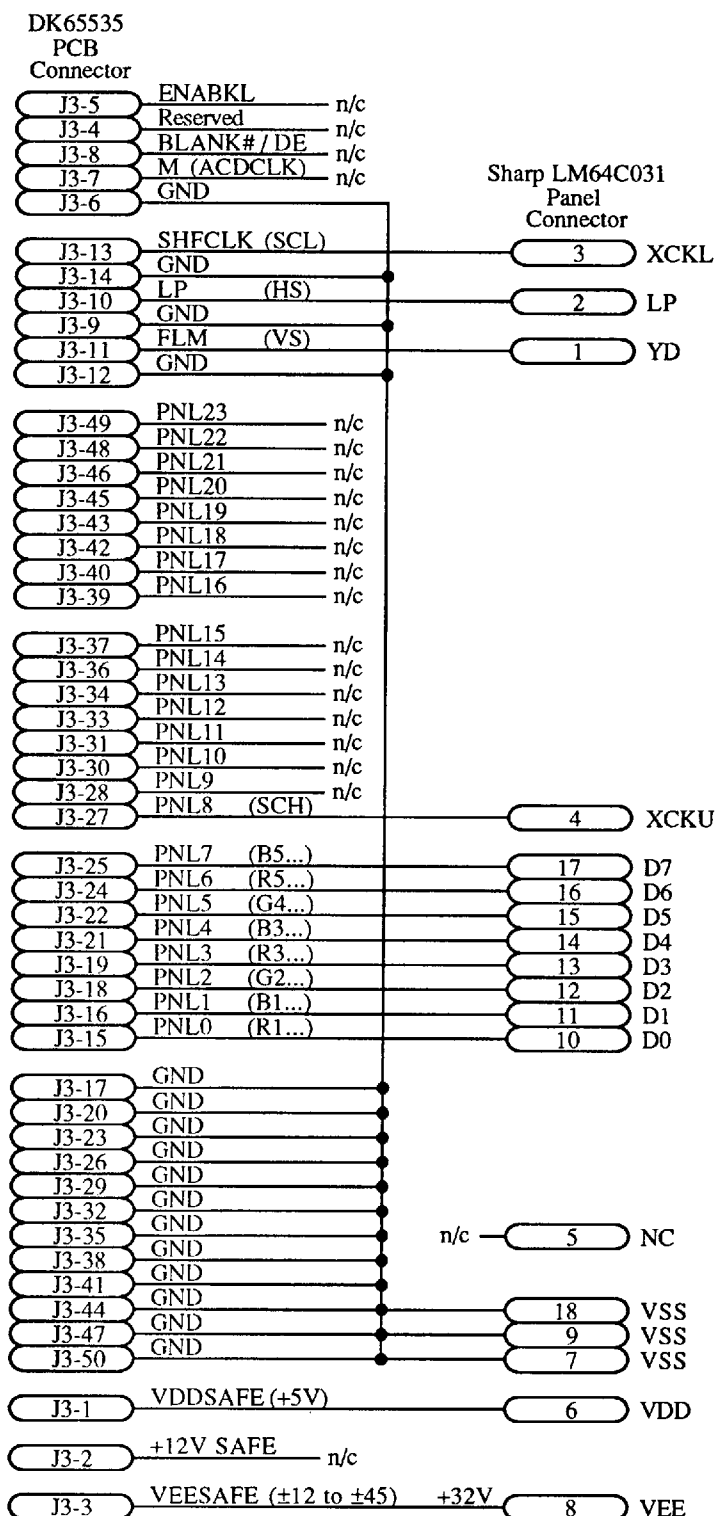 DK65535
PCB
Connector
J3-5 ENABKL n/c
J3-4 Reserved n/c
J3-8 BLANK# / DE n/c
J3-7 M (ACDCLK) n/c
J3-6 GND
Sharp LM64C031
Panel
Connector
J3-13 SHFCLK (SCL) 3 XCKL
J3-14 GND
J3-10 LP (HS) 2 LP
J3-9 GND
J3-11 FLM (VS) 1 YD
J3-12 GND
J3-49 PNL23 n/c
J3-48 PNL22 n/c
J3-46 PNL21 n/c
J3-45 PNL20 n/c
J3-43 PNL19 n/c
J3-42 PNL18 n/c
J3-40 PNL17 n/c
J3-39 PNL16 n/c
J3-37 PNL15 n/c
J3-36 PNL14 n/c
J3-34 PNL13 n/c
J3-33 PNL12 n/c
J3-31 PNL11 n/c
J3-30 PNL10 n/c
J3-28 PNL9 n/c
J3-27 PNL8 (SCH) 4 XCKU
J3-25 PNL7 (B5...) 17 D7
J3-24 PNL6 (R5...) 16 D6
J3-22 PNL5 (G4...) 15 D5
J3-21 PNL4 (B3...) 14 D4
J3-19 PNL3 (R3...) 13 D3
J3-18 PNL2 (G2...) 12 D2
J3-16 PNL1 (B1...) 11 D1
J3-15 PNL0 (R1...) 10 D0
J3-17 GND
J3-20 GND
J3-23 GND
J3-26 GND
J3-29 GND
J3-32 GND
J3-35 GND n/c 5 NC
J3-38 GND
J3-41 GND
J3-44 GND 18 VSS
J3-47 GND 9 VSS
J3-50 GND 7 VSS
J3-1 VDDSAFE (+5V) 6 VDD
J3-2 +12V SAFE n/c
J3-3 VEESAFE (±12 to ±45) +32V 8 VEE